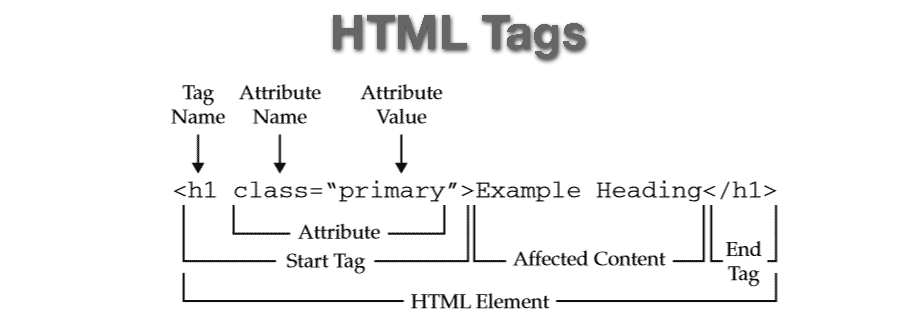 HTML Tags
Tag Name
Attribute Name
Attribute Value
<h1 class=“primary”>Example Heading</h1>
Attribute
Start Tag
Affected Content
End Tag
HTML Element